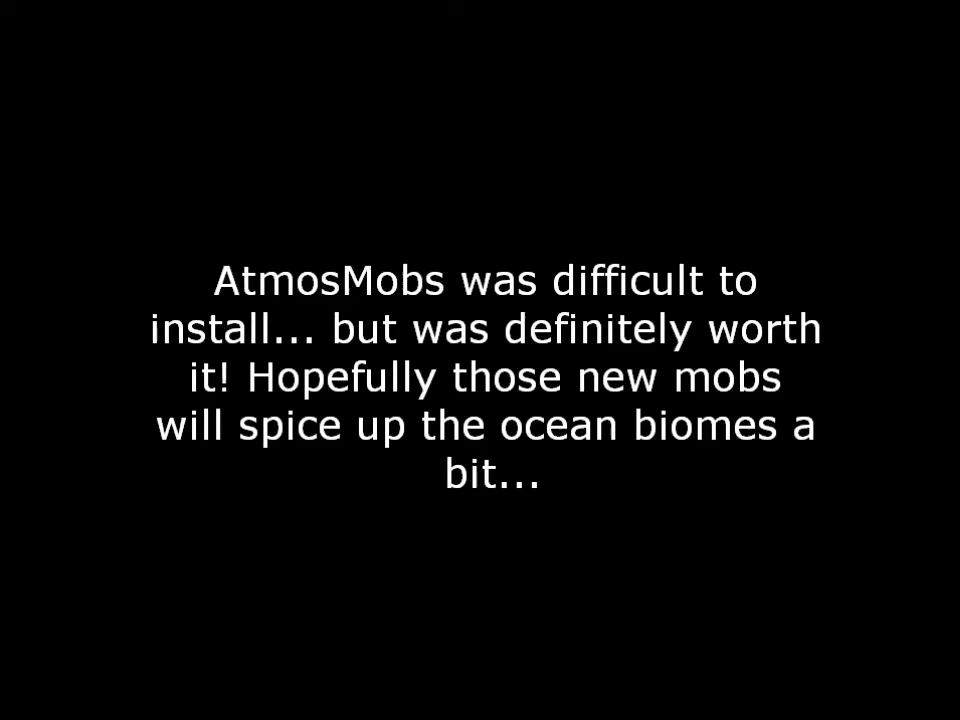 AtmosMobs was difficult to
install... but was definitely worth
it! Hopefully those new mobs
will spice up the ocean biomes a
bit...